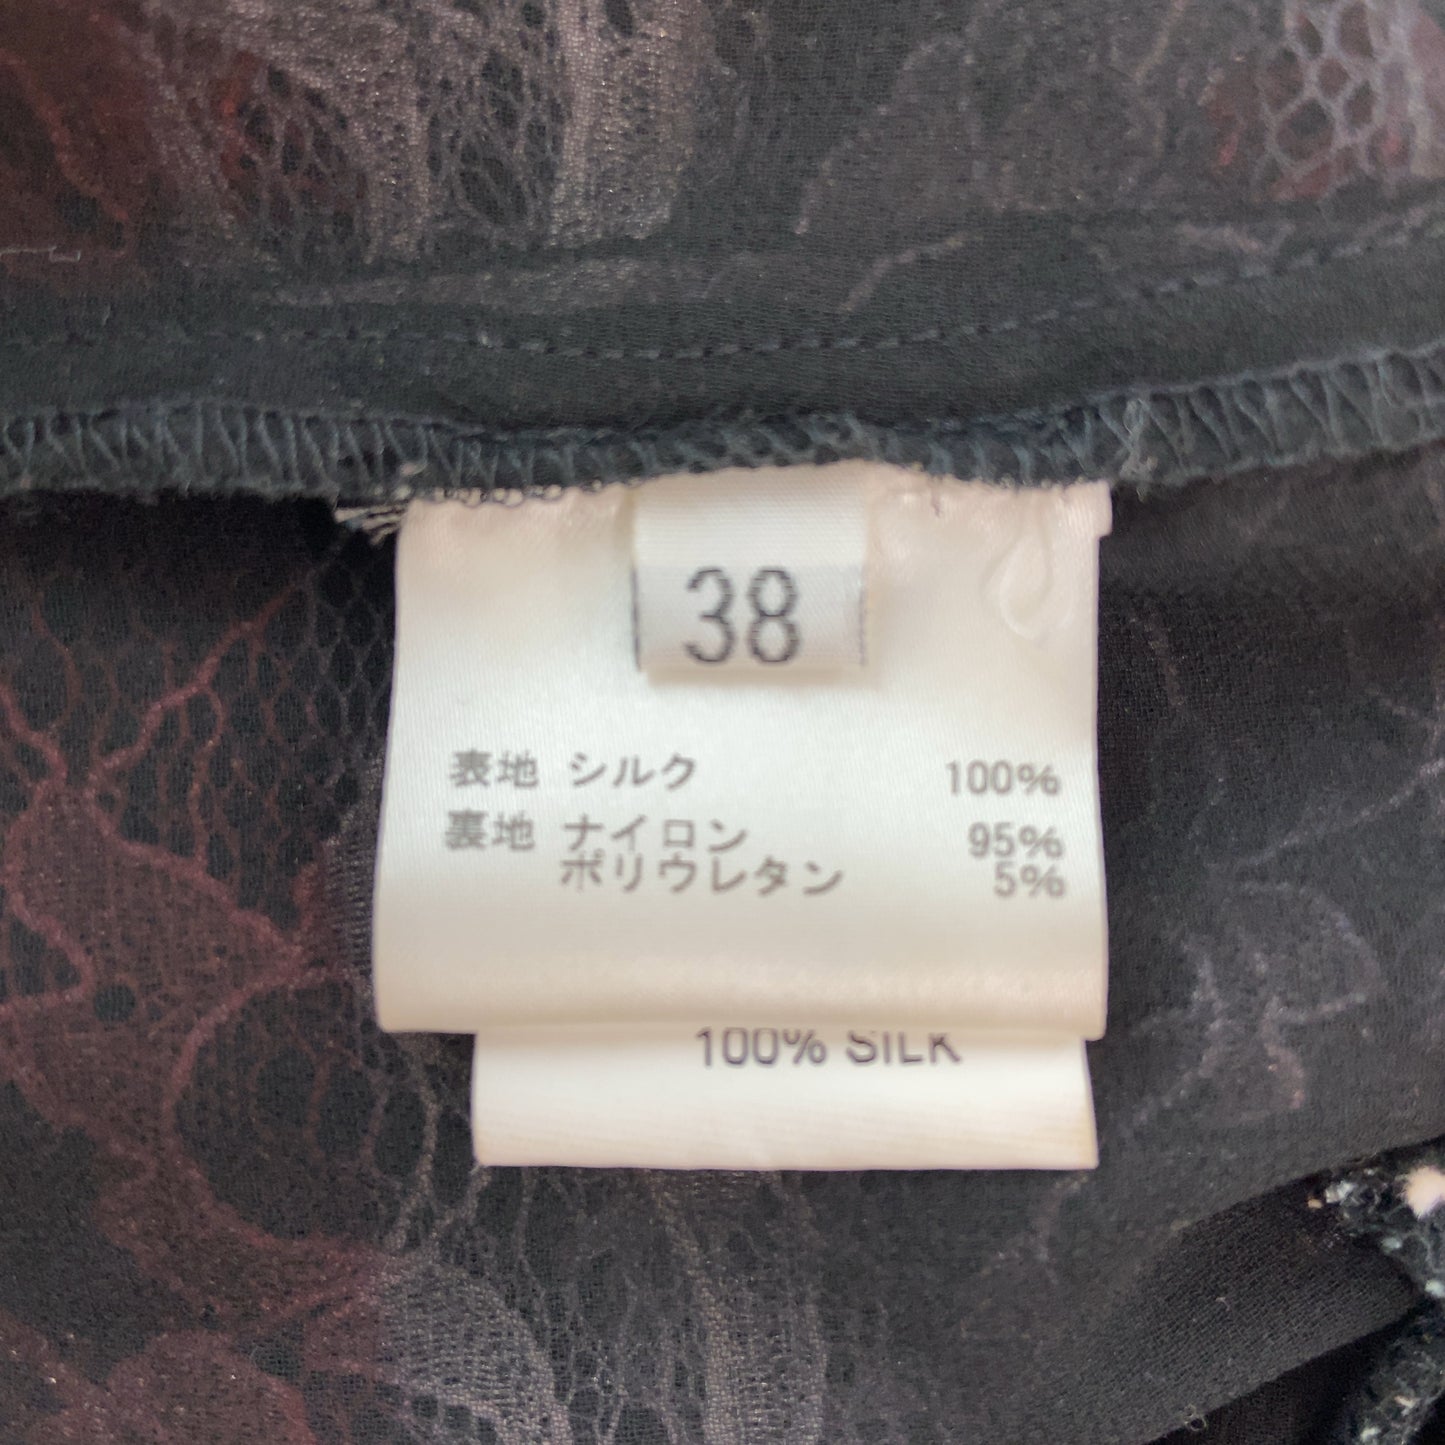 38
表地 シルク 100%
裏地 ナイロン 95%
ポリウレタン 5%
100% SILK